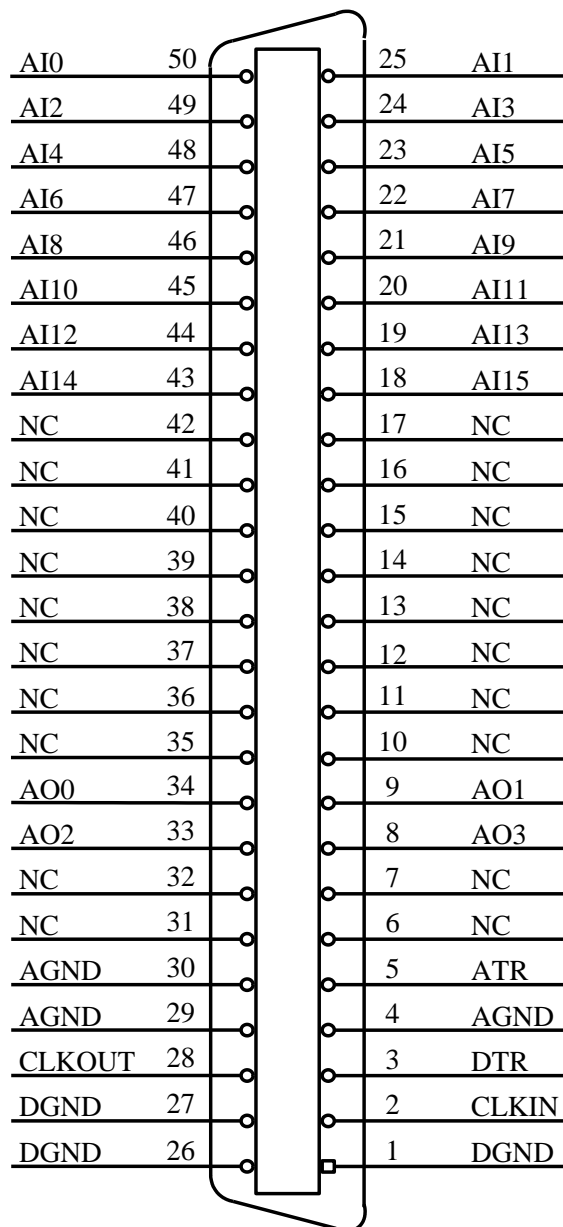 AI0 50 25 AI1
AI2 49 24 AI3
AI4 48 23 AI5
AI6 47 22 AI7
AI8 46 21 AI9
AI10 45 20 AI11
AI12 44 19 AI13
AI14 43 18 AI15
NC 42 17 NC
NC 41 16 NC
NC 40 15 NC
NC 39 14 NC
NC 38 13 NC
NC 37 12 NC
NC 36 11 NC
NC 35 10 NC
AO0 34 9 AO1
AO2 33 8 AO3
NC 32 7 NC
NC 31 6 NC
AGND 30 5 ATR
AGND 29 4 AGND
CLKOUT 28 3 DTR
DGND 27 2 CLKIN
DGND 26 1 DGND